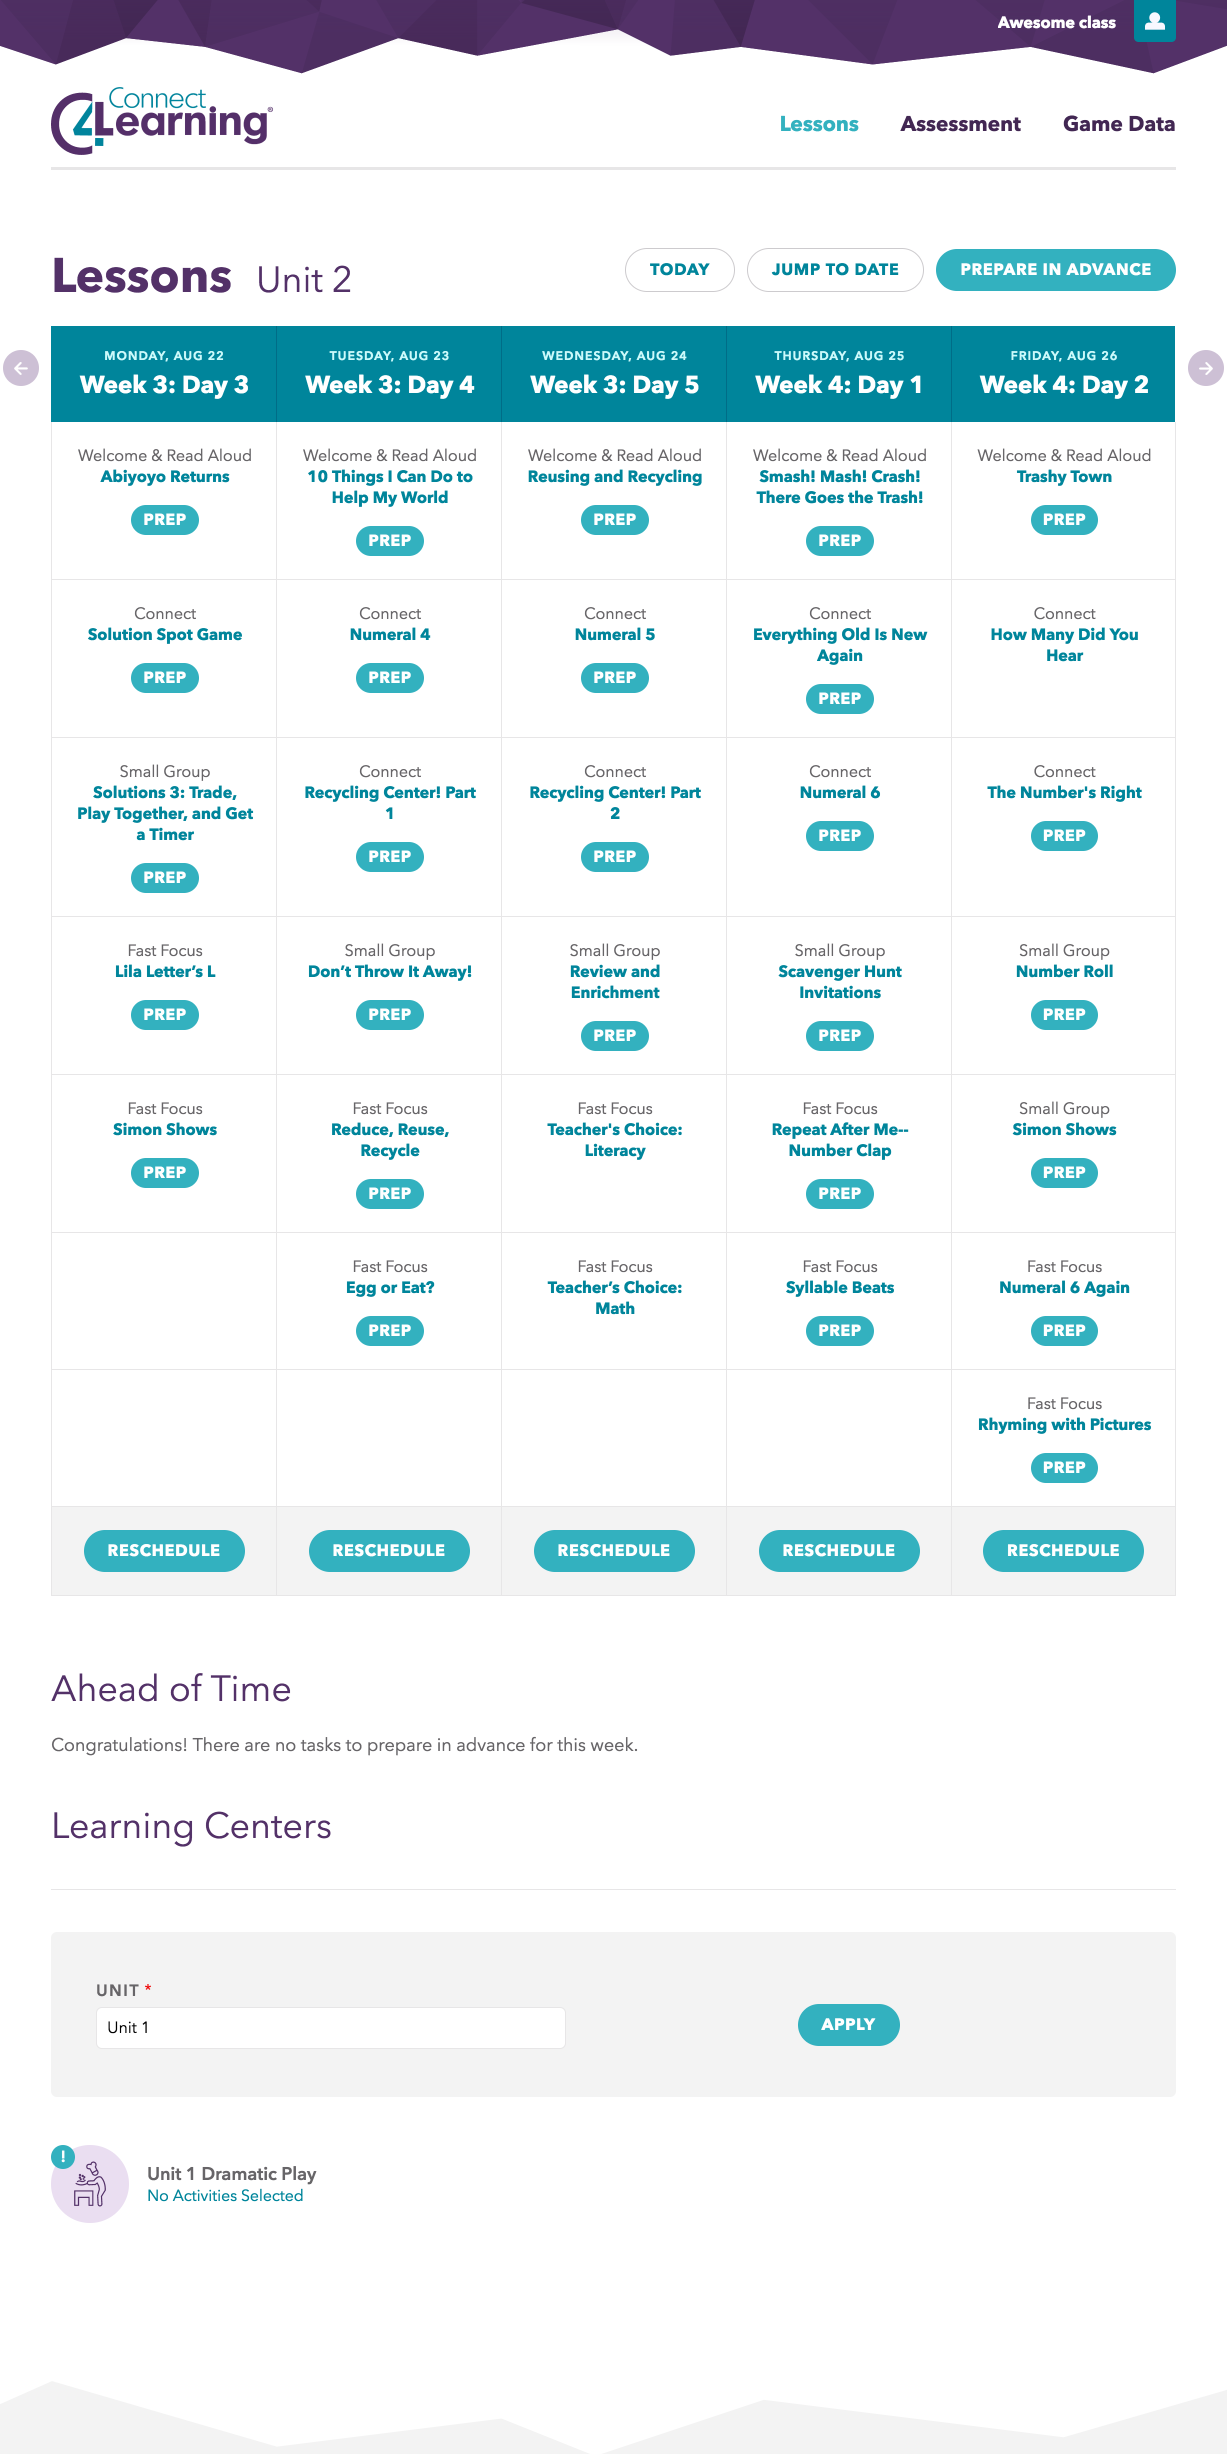 Awesome class
Connect
C4Learning®
Lessons Assessment Game Data
Lessons Unit 2
TODAY JUMP TO DATE PREPARE IN ADVANCE
MONDAY, AUG 22 TUESDAY, AUG 23 WEDNESDAY, AUG 24 THURSDAY, AUG 25 FRIDAY, AUG 26
Week 3: Day 3 Week 3: Day 4 Week 3: Day 5 Week 4: Day 1 Week 4: Day 2
Welcome & Read Aloud Welcome & Read Aloud Welcome & Read Aloud Welcome & Read Aloud Welcome & Read Aloud
Abiyoyo Returns 10 Things I Can Do to Reusing and Recycling Smash! Mash! Crash! Trashy Town
Help My World There Goes the Trash!
PREP PREP PREP
PREP PREP
Connect Connect Connect Connect Connect
Solution Spot Game Numeral 4 Numeral 5 Everything Old Is New How Many Did You
Again Hear
PREP PREP PREP
PREP
Small Group Connect Connect Connect Connect
Solutions 3: Trade, Recycling Center! Part Recycling Center! Part Numeral 6 The Number's Right
Play Together, and Get 1 2
a Timer PREP PREP
PREP PREP
PREP
Fast Focus Small Group Small Group Small Group Small Group
Lila Letter’s L Don’t Throw It Away! Review and Scavenger Hunt Number Roll
Enrichment Invitations
PREP PREP PREP
PREP PREP
Fast Focus Fast Focus Fast Focus Fast Focus Small Group
Simon Shows Reduce, Reuse, Teacher's Choice: Repeat After Me-- Simon Shows
Recycle Literacy Number Clap
PREP PREP
PREP PREP
Fast Focus Fast Focus Fast Focus Fast Focus
Egg or Eat? Teacher’s Choice: Syllable Beats Numeral 6 Again
Math
PREP PREP PREP
Fast Focus
Rhyming with Pictures
PREP
RESCHEDULE RESCHEDULE RESCHEDULE RESCHEDULE RESCHEDULE
Ahead of Time
Congratulations! There are no tasks to prepare in advance for this week.
Learning Centers
UNIT *
Unit 1
APPLY
!
Unit 1 Dramatic Play
No Activities Selected